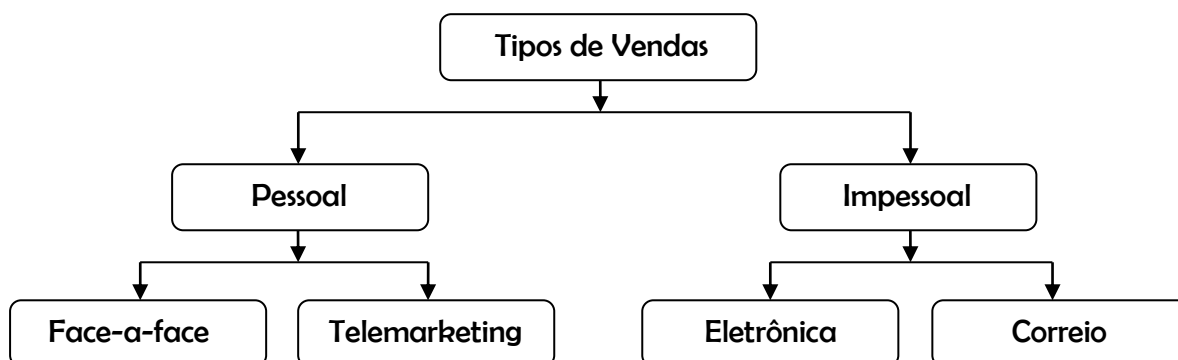 Tipos de Vendas
Pessoal
Impessoal
Face-a-face
Telemarketing
Eletrônica
Correio